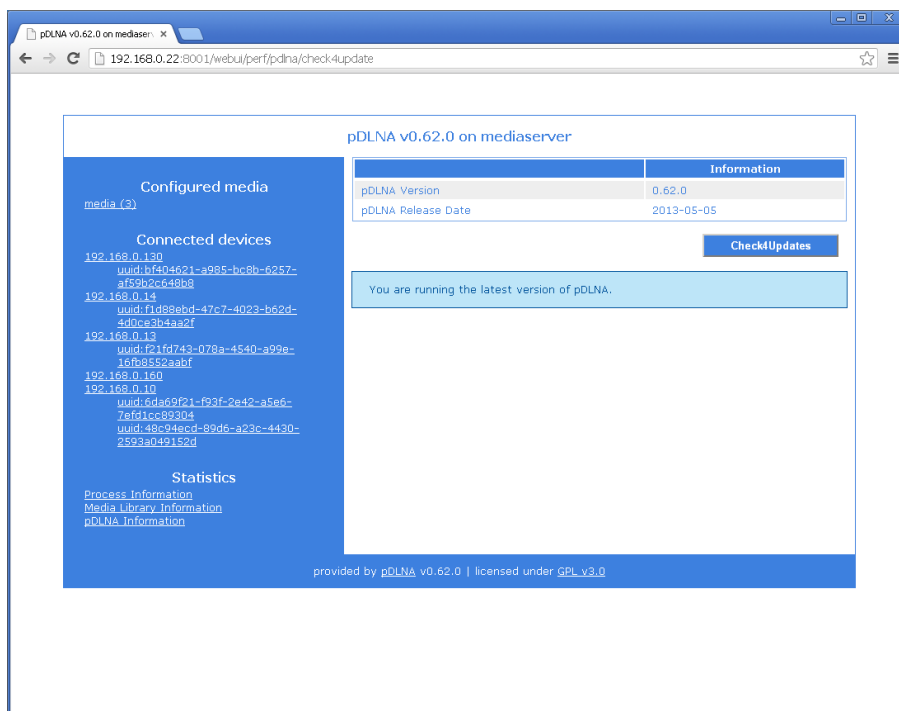 pDLNA v0.62.0 on mediaserv
192.168.0.22:8001/webui/perf/pdlna/check4update
pDLNA v0.62.0 on mediaserver
Configured media
media (3)
Connected devices
192.168.0.130
uuid:bf404621-a985-bc8b-6257-
af59b2c648b8
192.168.0.14
uuid:f1d88ebd-47c7-4023-b62d-
4d0ce3b4aa2f
192.168.0.13
uuid:f21fd743-078a-4540-a99e-
16fb8552aabf
192.168.0.160
192.168.0.10
uuid:6da69f21-f93f-2e42-a5e6-
7efd1cc89304
uuid:48c94ecd-89d6-a23c-4430-
2593a049152d
Statistics
Process Information
Media Library Information
pDLNA Information
Information
pDLNA Version 0.62.0
pDLNA Release Date 2013-05-05
Check4Updates
You are running the latest version of pDLNA.
provided by pDLNA v0.62.0 | licensed under GPL v3.0